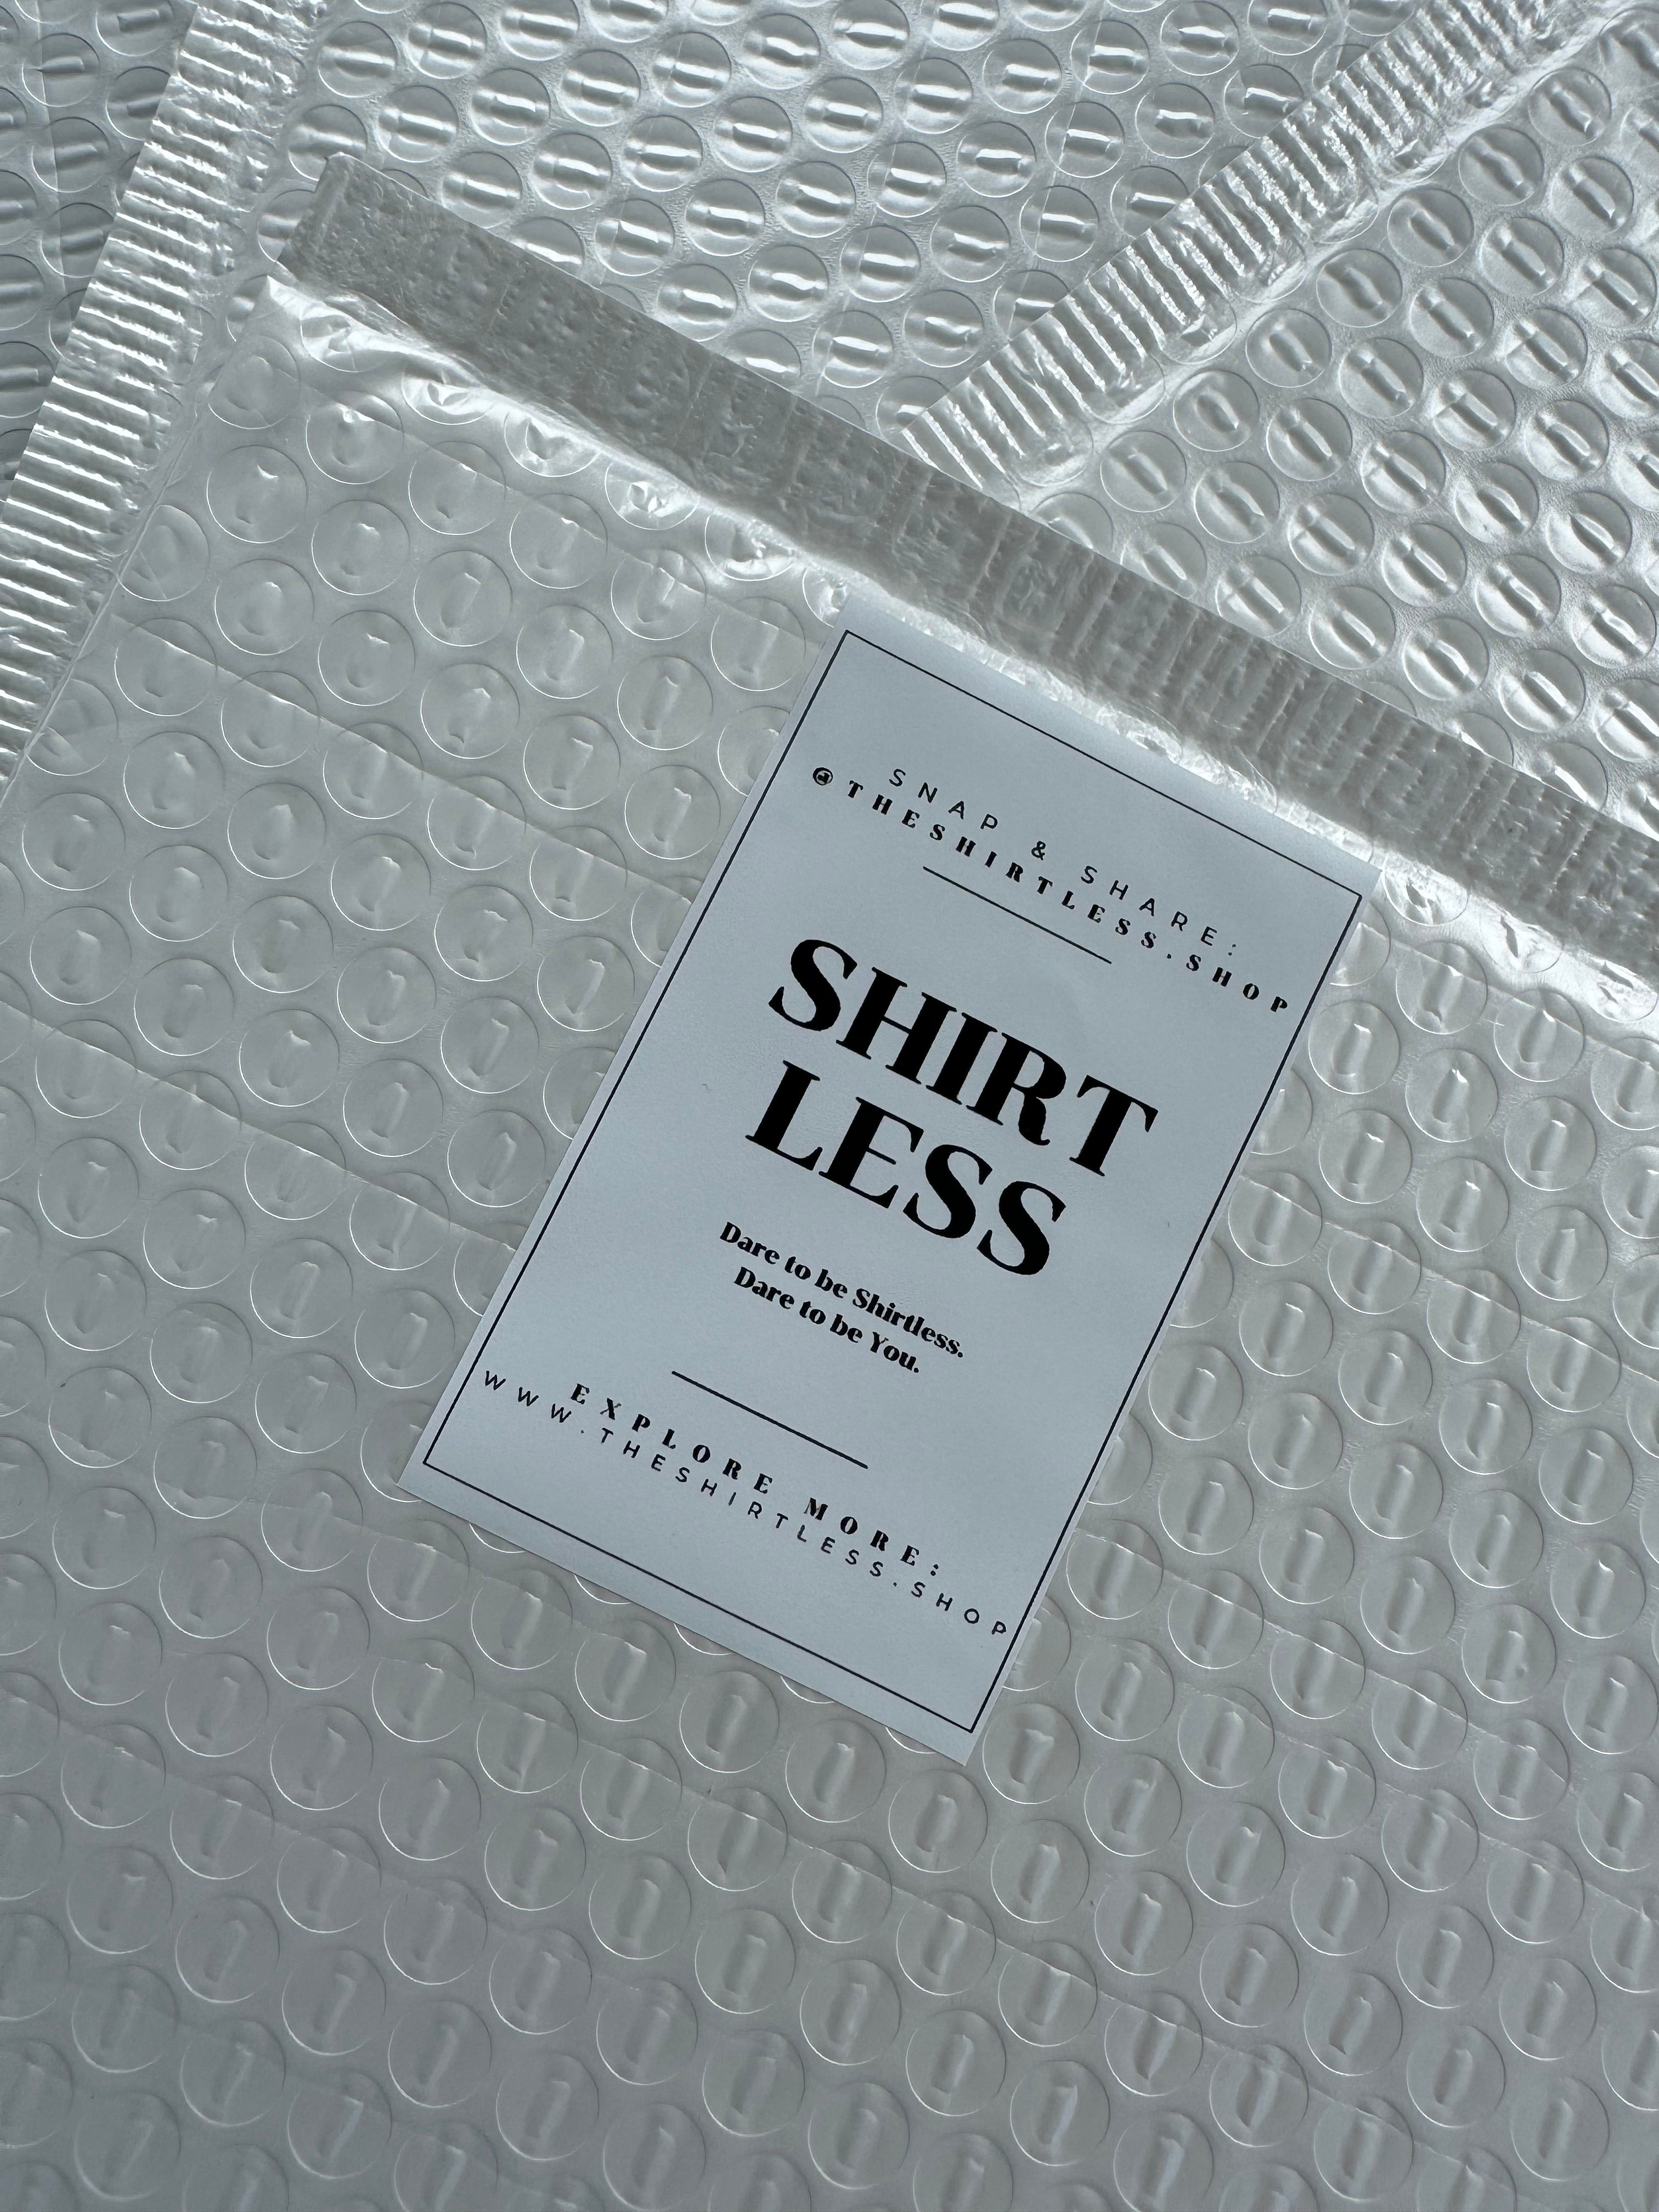 SNAP & SHARE:
@THESHIRTLESS.SHOP
SHIRT
LESS
Dare to be Shirtless.
Dare to be You.
EXPLORE MORE:
WWW.THESHIRTLESS.SHOP